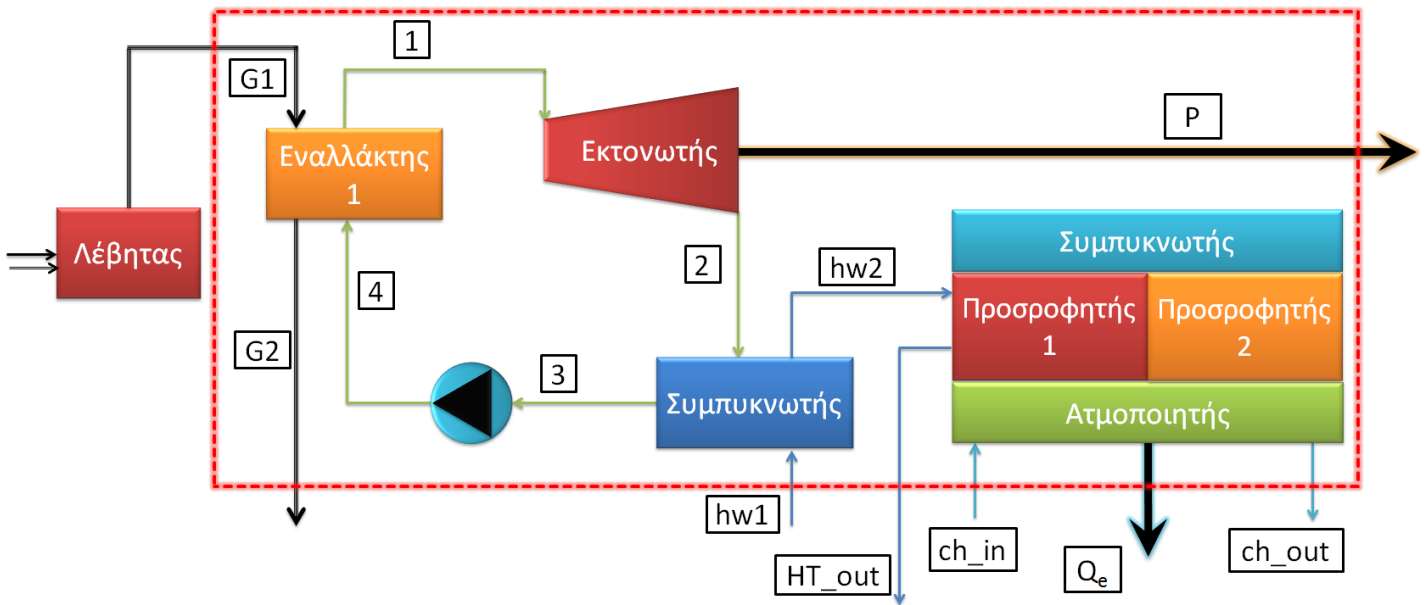 1
G1
P
Εναλλάκτης
1
Εκτονωτής
Λέβητας
Συμπυκνωτής
2
hw2
4
Προσροφητής
1
Προσροφητής
2
G2
3
Συμπυκνωτής
Ατμοποιητής
hw1
ch_in
ch_out
HT_out
Qe